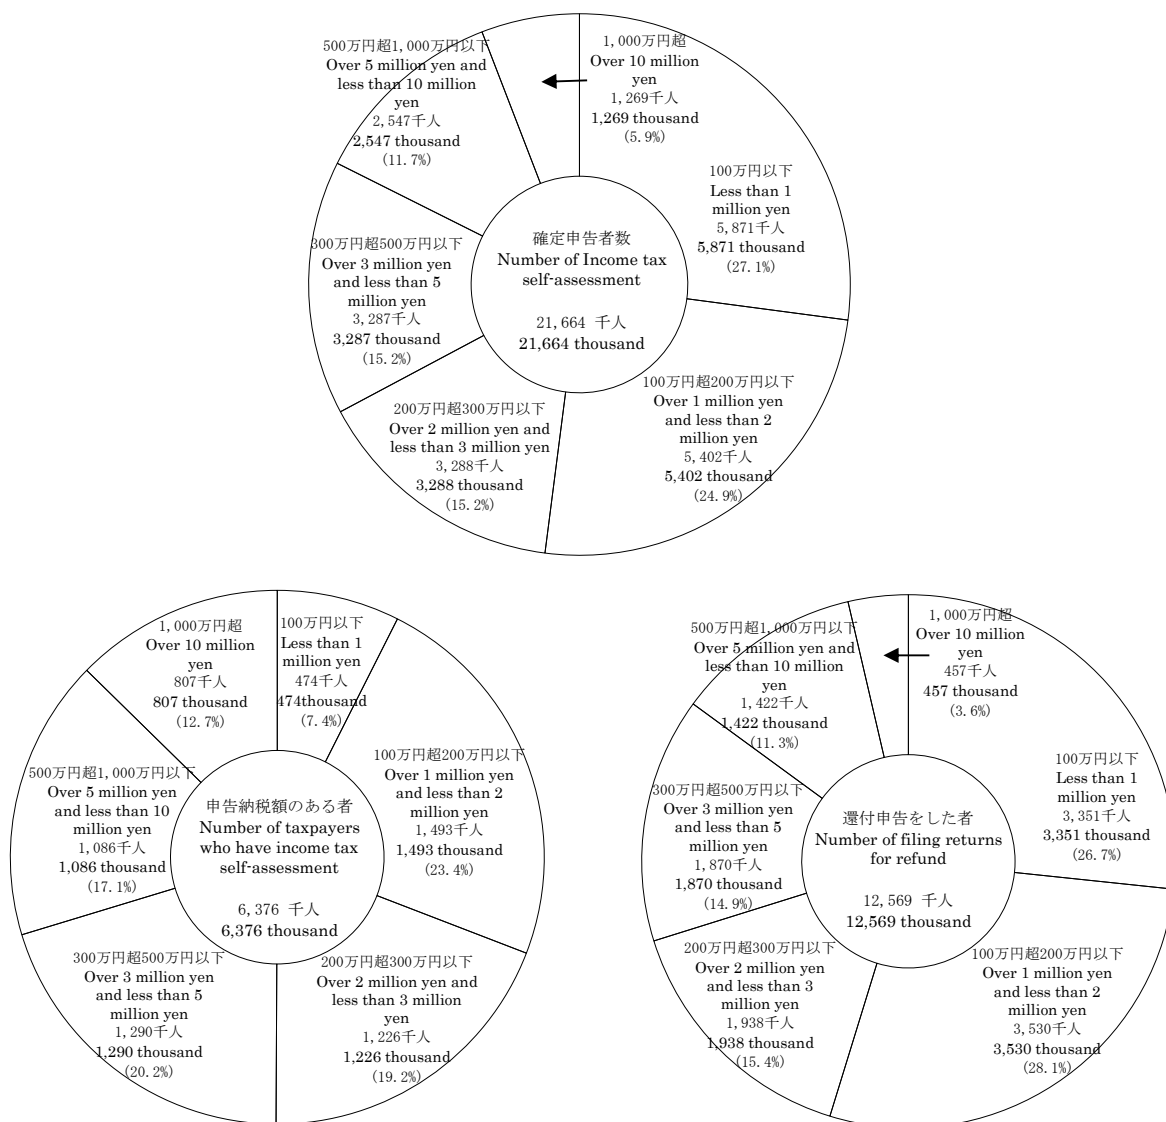 500万円超1,000万円以下
Over 5 million yen and
less than 10 million
yen
2,547千人
2,547 thousand
(11.7%)
1,000万円超
Over 10 million
yen
1,269千人
1,269 thousand
(5.9%)
100万円以下
Less than 1
million yen
5,871千人
5,871 thousand
(27.1%)
300万円超500万円以下
Over 3 million yen
and less than 5
million yen
3,287千人
3,287 thousand
(15.2%)
確定申告者数
Number of Income tax
self-assessment
21,664 千人
21,664 thousand
200万円超300万円以下
Over 2 million yen and
less than 3 million yen
3,288千人
3,288 thousand
(15.2%)
100万円超200万円以下
Over 1 million yen
and less than 2
million yen
5,402千人
5,402 thousand
(24.9%)
1,000万円超
Over 10 million
yen
807千人
807 thousand
(12.7%)
100万円以下
Less than 1
million yen
474千人
474thousand
(7.4%)
500万円超1,000万円以下
Over 5 million yen
and less than 10
million yen
1,086千人
1,086 thousand
(17.1%)
申告納税額のある者
Number of taxpayers
who have income tax
self-assessment
6,376 千人
6,376 thousand
100万円超200万円以下
Over 1 million yen
and less than 2
million yen
1,493千人
1,493 thousand
(23.4%)
300万円超500万円以下
Over 3 million yen
and less than 5
million yen
1,290千人
1,290 thousand
(20.2%)
200万円超300万円以下
Over 2 million yen and
less than 3 million
yen
1,226千人
1,226 thousand
(19.2%)
500万円超1,000万円以下
Over 5 million yen and
less than 10 million
yen
1,422千人
1,422 thousand
(11.3%)
1,000万円超
Over 10 million
yen
457千人
457 thousand
(3.6%)
300万円超500万円以下
Over 3 million yen
and less than 5
million yen
1,870千人
1,870 thousand
(14.9%)
還付申告をした者
Number of filing returns
for refund
12,569 千人
12,569 thousand
100万円以下
Less than 1
million yen
3,351千人
3,351 thousand
(26.7%)
200万円超300万円以下
Over 2 million yen
and less than 3
million yen
1,938千人
1,938 thousand
(15.4%)
100万円超200万円以下
Over 1 million yen
and less than 2
million yen
3,530千人
3,530 thousand
(28.1%)